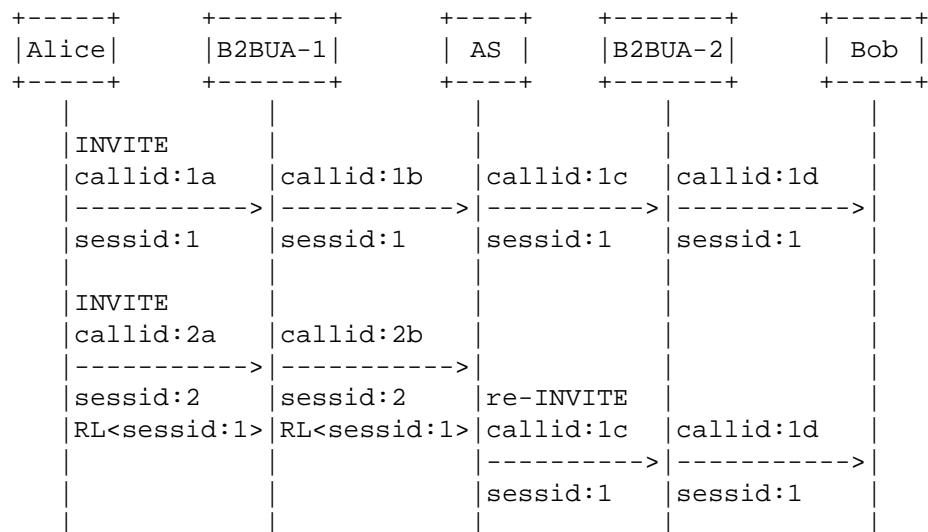 +-----+      +-------+      +----+    +-------+     +-----+
|Alice|      |B2BUA-1|      | AS |    |B2BUA-2|     | Bob |
+-----+      +-------+      +----+    +-------+     +-----+
   |             |            |           |            |
   |INVITE       |            |           |            |
   |callid:1a    |callid:1b   |callid:1c  |callid:1d   |
   |----------->|----------->|---------->|----------->|
   |sessid:1     |sessid:1    |sessid:1   |sessid:1    |
   |             |            |           |            |
   |INVITE       |            |           |            |
   |callid:2a    |callid:2b   |           |            |
   |----------->|----------->|           |            |
   |sessid:2     |sessid:2    |re-INVITE  |            |
   |RL<sessid:1>|RL<sessid:1>|callid:1c  |callid:1d   |
   |             |            |---------->|----------->|
   |             |            |sessid:1   |sessid:1    |
   |             |            |           |            |